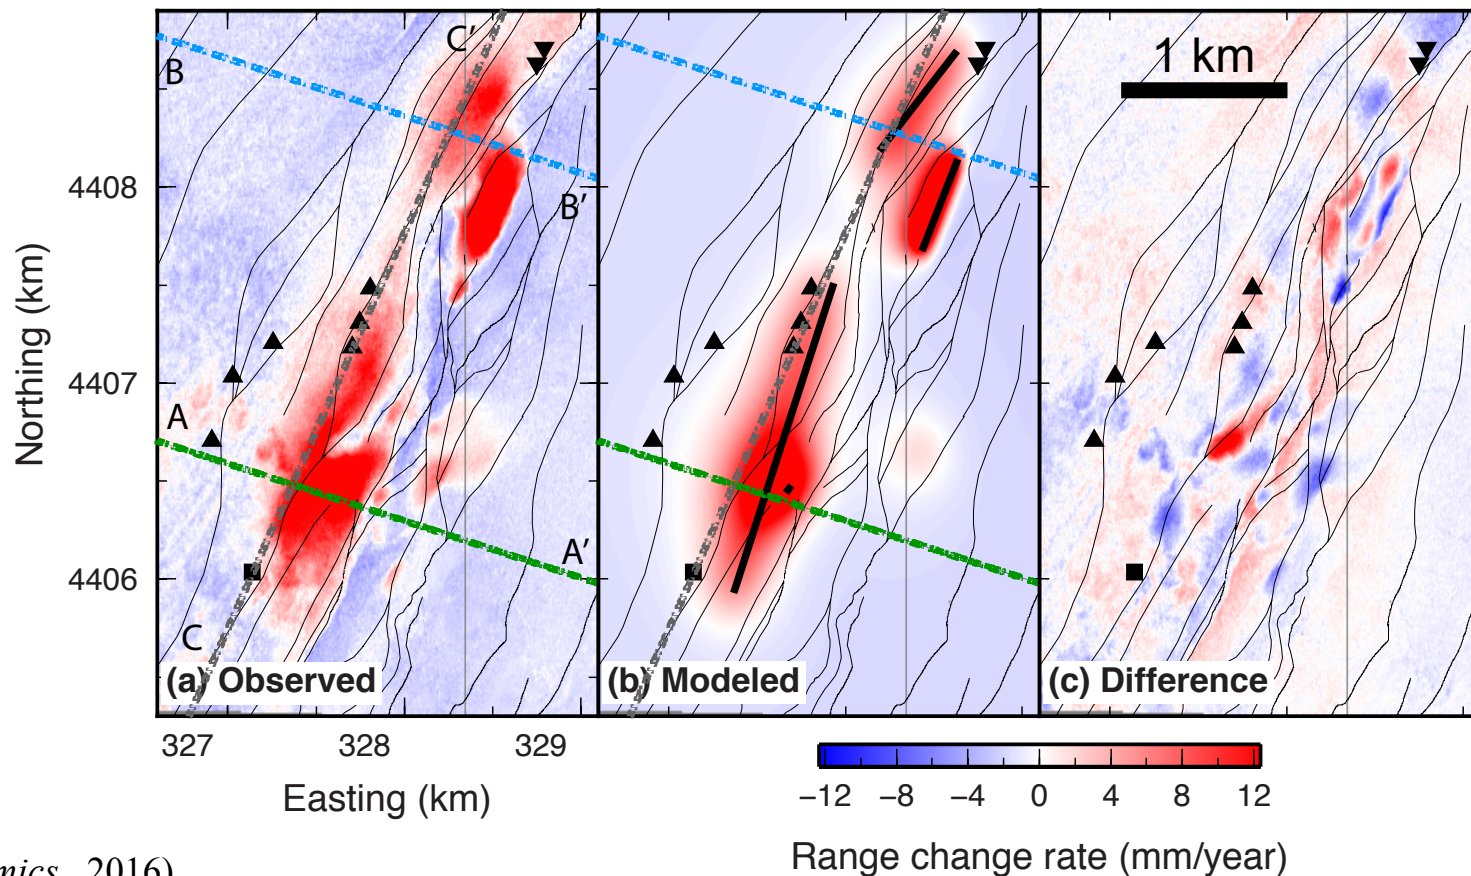 C'
B
1 km
4408
B'
Northing (km)
4407
A
A'
4406
C
(a) Observed
(b) Modeled
(c) Difference
327 328 329
Easting (km)
−12 −8 −4 0 4 8 12
Range change rate (mm/year)
2016)